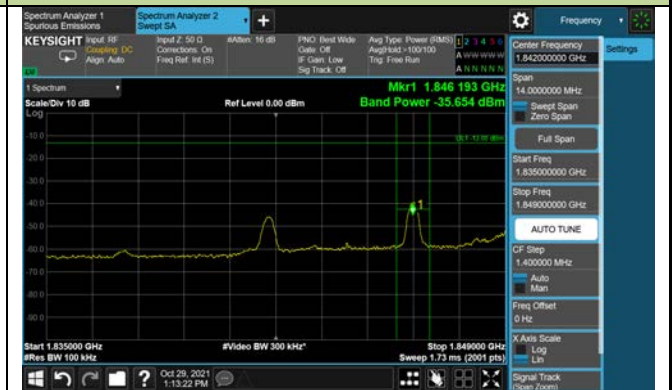 Spectrum Analyzer 1
Spurious Emissions
Spectrum Analyzer 2
Swept SA
+
Frequency
KEYSIGHT
Input: RF
Coupling: DC
Align: Auto
Input Z: 50 Ω
Corrections: On
Freq Ref: Int (S)
#Atten: 16 dB
PNO: Best Wide
Gate: Off
IF Gain: Low
Sig Track: Off
Avg Type: Power (RMS)
Avg|Hold:>100/100
Trig: Free Run
1 2 3 4 5 6
A W W W W W
A N N N N N
Center Frequency
1.842000000 GHz
Settings
Span
14.0000000 MHz
Swept Span
Zero Span
Full Span
Start Freq
1.835000000 GHz
Stop Freq
1.849000000 GHz
AUTO TUNE
CF Step
1.400000 MHz
Auto
Man
Freq Offset
0 Hz
X Axis Scale
Log
Lin
Signal Track
(Span Zoom)
1 Spectrum
Scale/Div 10 dB
Log
Ref Level 0.00 dBm
Mkr1 1.846 193 GHz
Band Power -35.654 dBm
-10.0
-20.0
-30.0
-40.0
-50.0
-60.0
-70.0
-80.0
-90.0
1
Start 1.835000 GHz
#Res BW 100 kHz
#Video BW 300 kHz*
Stop 1.849000 GHz
Sweep 1.73 ms (2001 pts)
?
Oct 29, 2021
1:13:22 PM